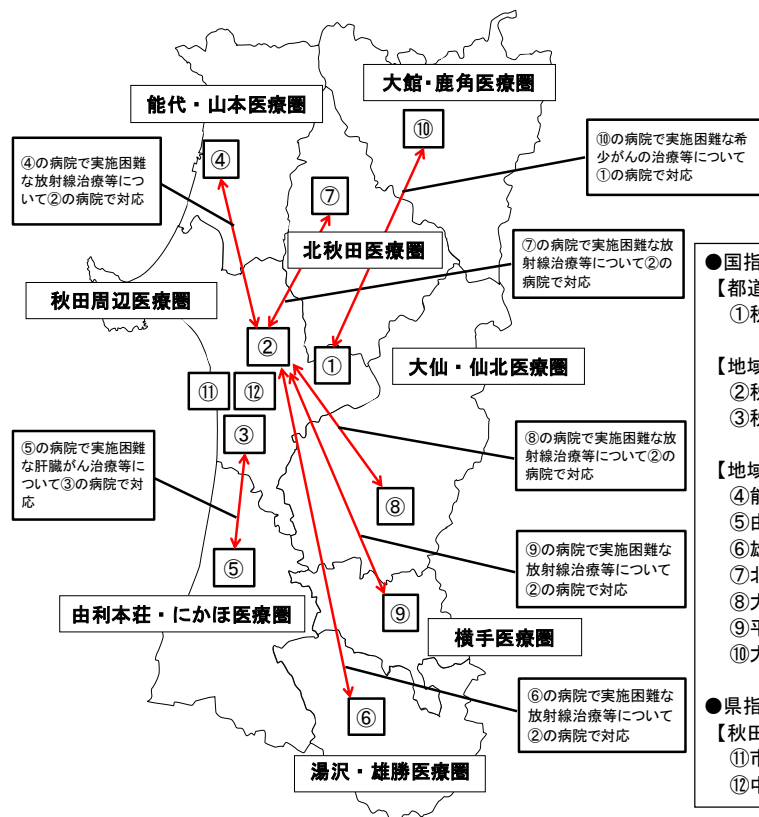 大館・鹿角医療圏
能代・山本医療圏
⑩
⑩の病院で実施困難な希
少がんの治療等について
①の病院で対応
④の病院で実施困難
な放射線治療等につ
いて②の病院で対応
④
⑦
北秋田医療圏
⑦の病院で実施困難な放
射線治療等について②の
病院で対応
秋田周辺医療圏
②
①
大仙・仙北医療圏
⑪
⑫
③
⑤の病院で実施困難
な肝臓がん治療等に
ついて③の病院で対
応
⑧の病院で実施困難な放
射線治療等について②の
病院で対応
⑧
⑤
⑨の病院で実施困難な
放射線治療等について
②の病院で対応
⑨
由利本荘・にかほ医療圏
横手医療圏
⑥
⑥の病院で実施困難な
放射線治療等について
②の病院で対応
湯沢・雄勝医療圏
●国指
【都道
①秋
【地域
②秋
③秋
【地域
④能
⑤由
⑥雄
⑦北
⑧大
⑨平
⑩大
●県指
【秋田
⑪市
⑫中